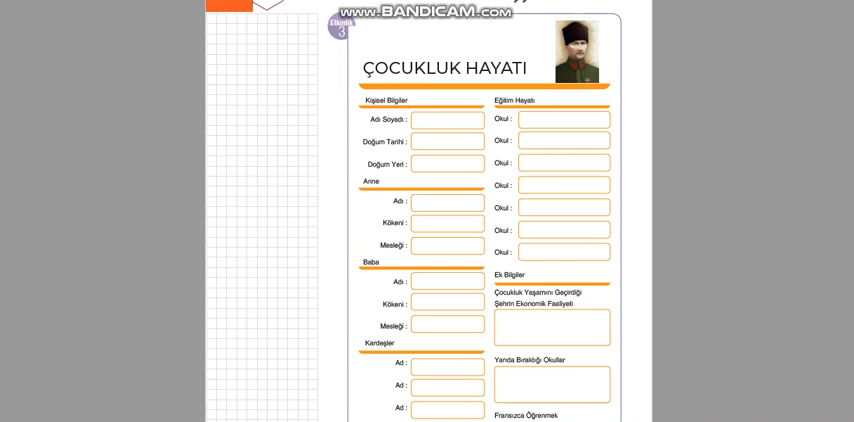 www.BANDICAM.com
Etkinlik
3
ÇOCUKLUK HAYATI
Kişisel Bilgiler
Adı Soyadı :
Doğum Tarihi :
Doğum Yeri :
Anne
Adı :
Kökeni :
Mesleği :
Baba
Adı :
Kökeni :
Mesleği :
Kardeşler
Ad :
Ad :
Ad :
Eğitim Hayatı
Okul :
Okul :
Okul :
Okul :
Okul :
Okul :
Okul :
Ek Bilgiler
Çocukluk Yaşamını Geçirdiği
Şehrin Ekonomik Faaliyeti
Yarıda Bıraktığı Okullar
Fransızca Öğrenmek